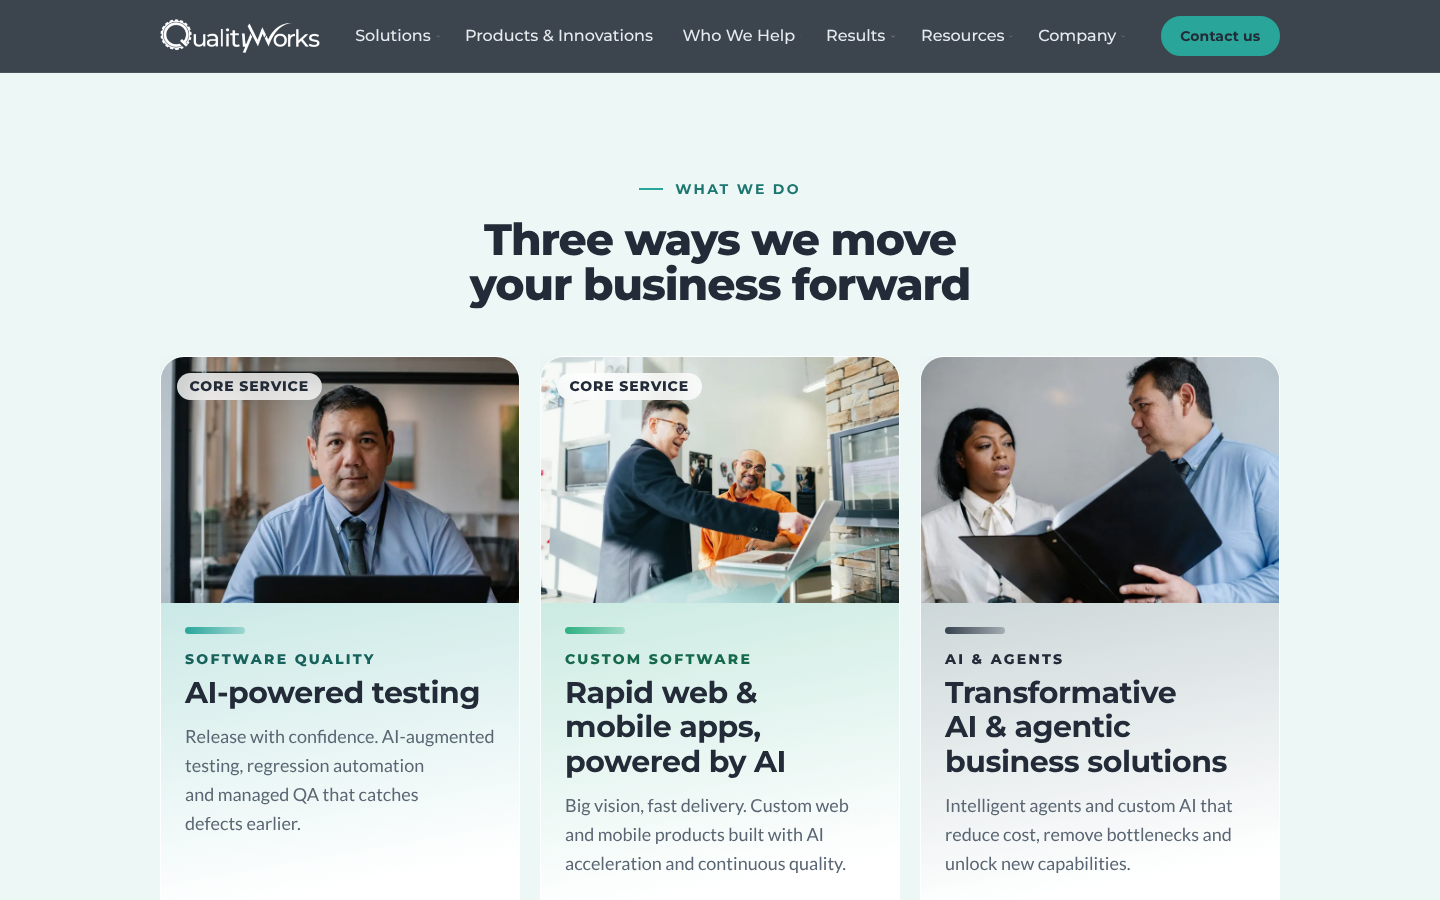 QualityWorks
Solutions
Products & Innovations
Who We Help
Results
Resources
Company
Contact us
WHAT WE DO
Three ways we move
your business forward
CORE SERVICE
CORE SERVICE
SOFTWARE QUALITY
AI-powered testing
Release with confidence. AI-augmented
testing, regression automation
and managed QA that catches
defects earlier.
CUSTOM SOFTWARE
Rapid web &
mobile apps,
powered by AI
Big vision, fast delivery. Custom web
and mobile products built with AI
acceleration and continuous quality.
AI & AGENTS
Transformative
AI & agentic
business solutions
Intelligent agents and custom AI that
reduce cost, remove bottlenecks and
unlock new capabilities.